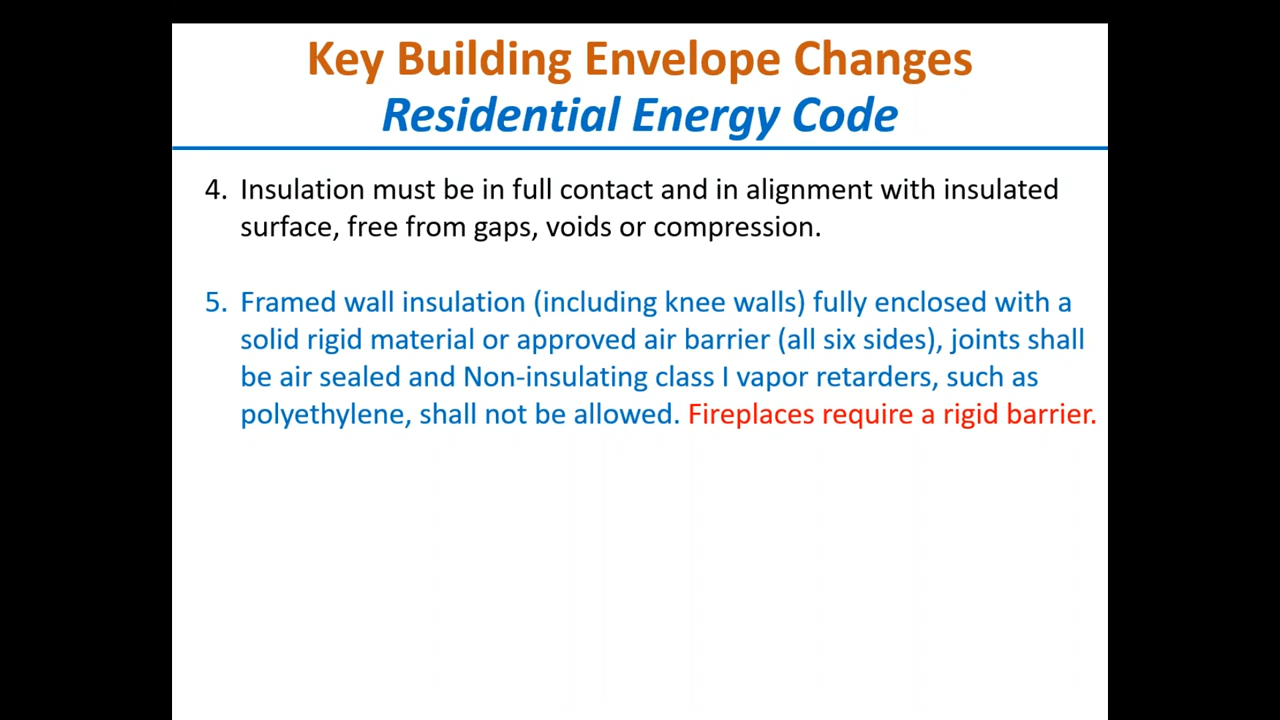 Key Building Envelope Changes
Residential Energy Code
4. Insulation must be in full contact and in alignment with insulated
surface, free from gaps, voids or compression.
5. Framed wall insulation (including knee walls) fully enclosed with a
solid rigid material or approved air barrier (all six sides), joints shall
be air sealed and Non-insulating class I vapor retarders, such as
polyethylene, shall not be allowed. Fireplaces require a rigid barrier.